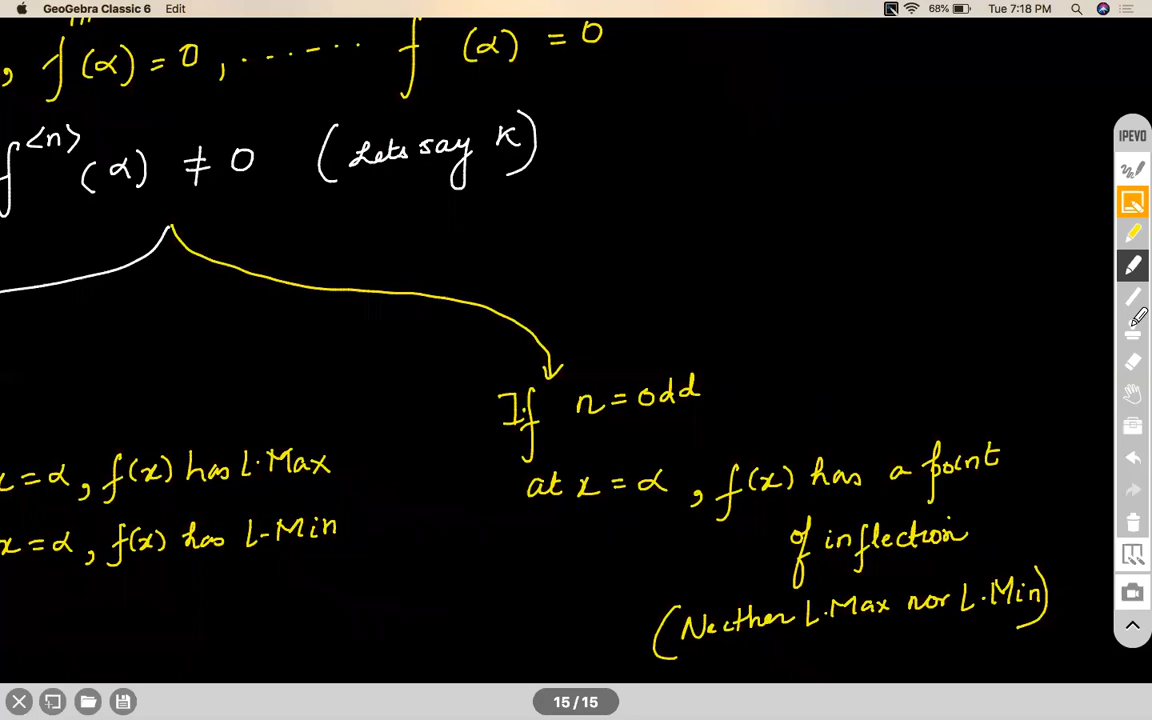 GeoGebra Classic 6 Edit 68% Tue 7:18 PM
, f'''(α) = 0, ....... f (α) = 0
f<n> (α) ≠ 0 (Lets say K)
IPEVO
If n = odd
x = α, f(x) has L.Max
at x = α, f(x) has a point
x = α, f(x) has L-Min
of inflection
(Neither L.Max nor L.Min)
15 / 15